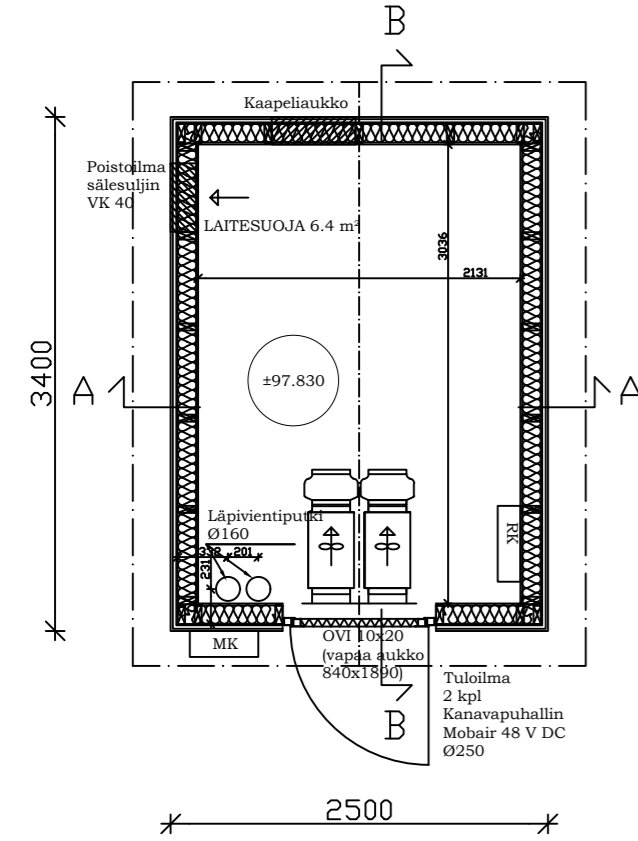 B
Kaapeliaukko
Poistoilma
sälesuljin
VK 40
LAITESUOJA 6.4 m²
3036
2131
3400
±97.830
A
A
Läpivientiputki
Ø160
332
201
231
RK
MK
OVI 10x20
(vapaa aukko
840x1890)
B
Tuloilma
2 kpl
Kanavapuhallin
Mobair 48 V DC
Ø250
2500